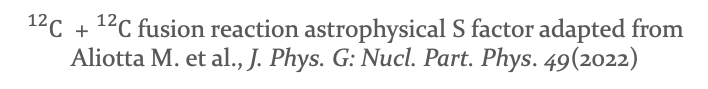 ¹²C + ¹²C fusion reaction astrophysical S factor adapted from
Aliotta M. et al., J. Phys. G: Nucl. Part. Phys. 49(2022)